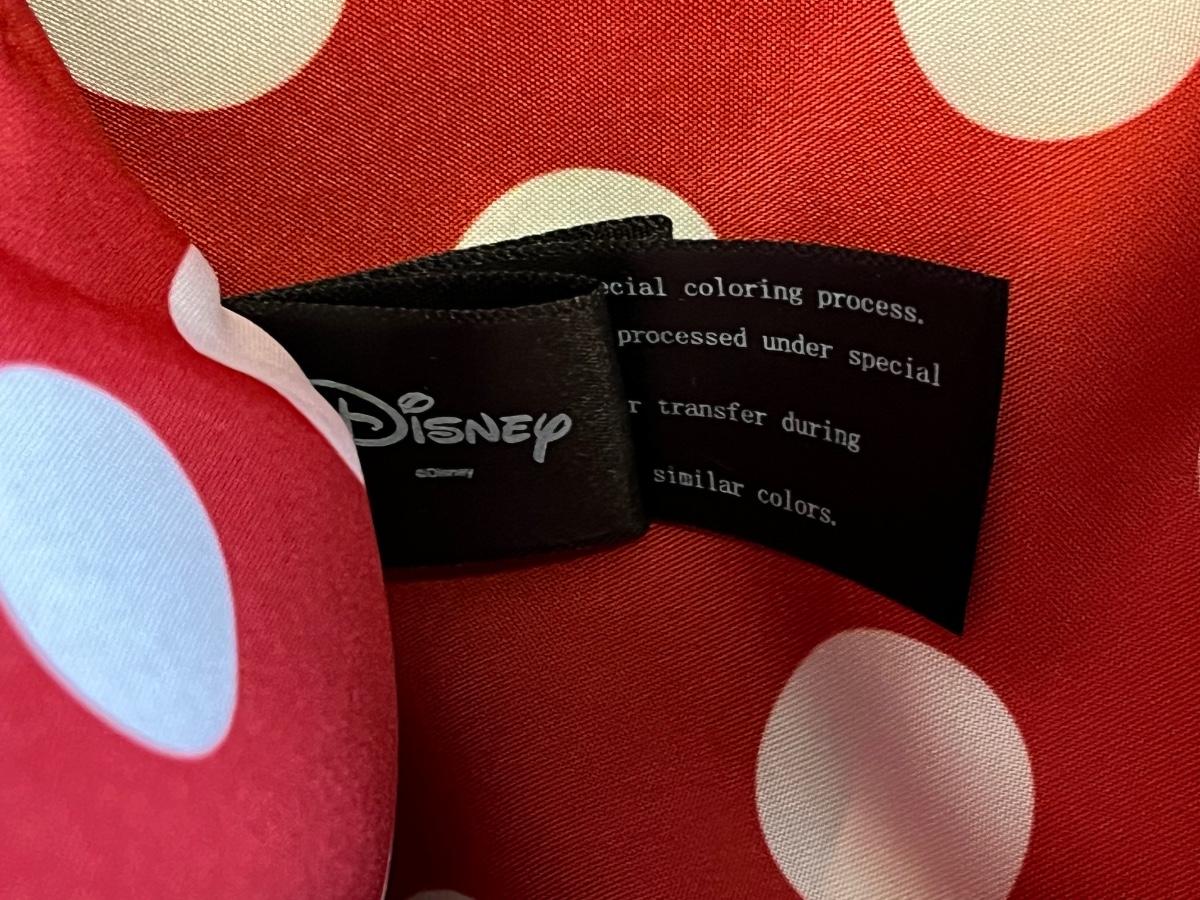 Disney
©Disney
ecial coloring process.
processed under special
r transfer during
similar colors.